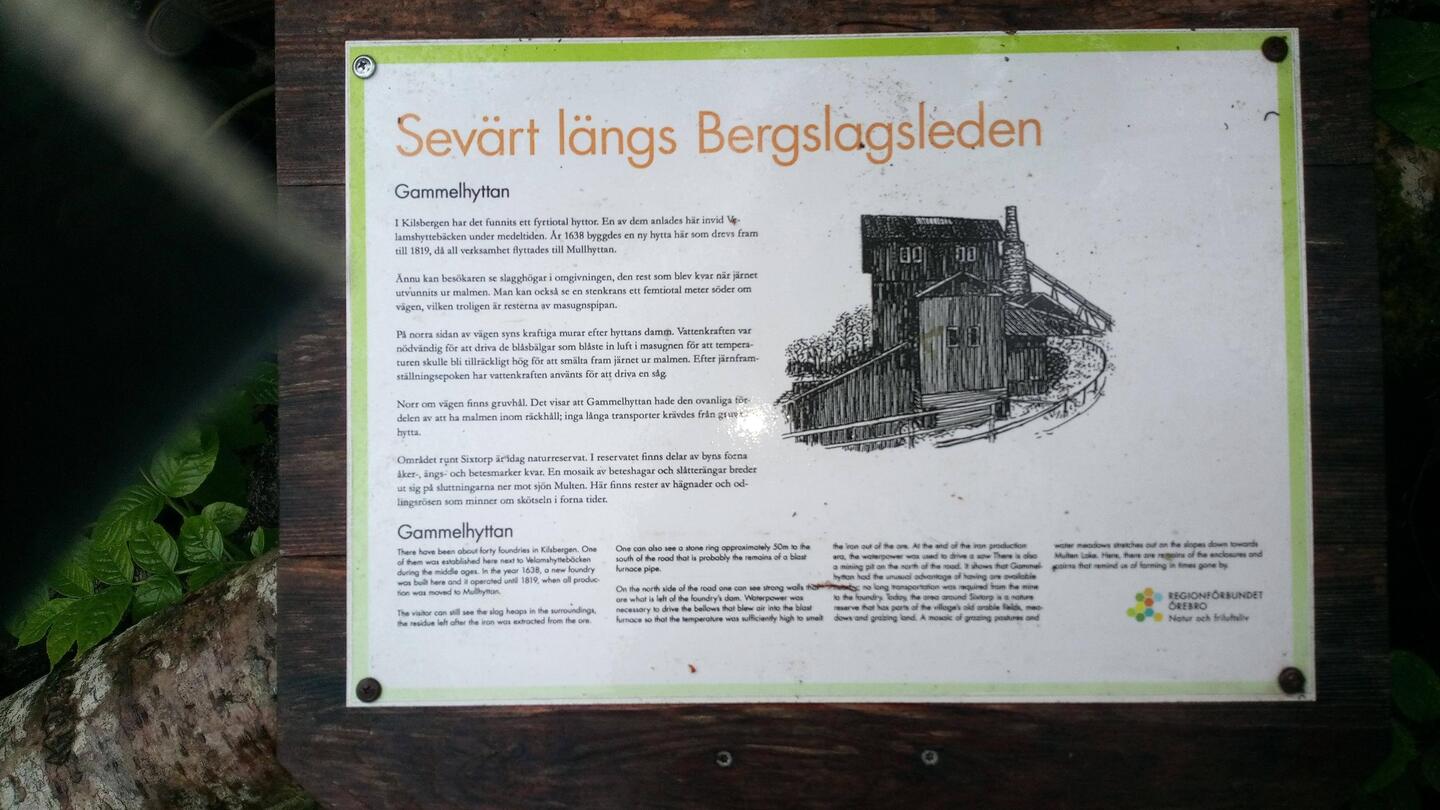 Sevärt längs Bergslagsleden
Gammelhyttan
I Kilsbergen har det funnits ett fyrtiotal hyttor. En av dem anlades här invid Ve-
lamshyttebäcken under medeltiden. År 1638 byggdes en ny hytta här som drevs fram
till 1819, då all verksamhet flyttades till Mullhyttan.
Ännu kan besökaren se slagghögar i omgivningen, den rest som blev kvar när järnet
utvunnits ur malmen. Man kan också se en stenkrans ett femtiotal meter söder om
vägen, vilken troligen är resterna av masugnspipan.
På norra sidan av vägen syns kraftiga murar efter hyttans damm. Vattenkraften var
nödvändig för att driva de blåsbälgar som blåste in luft i masugnen för att tempera-
turen skulle bli tillräckligt hög för att smälta fram järnet ur malmen. Efter järnfram-
ställningsepoken har vattenkraften använts för att driva en såg.
Norr om vägen finns gruvhål. Det visar att Gammelhyttan hade den ovanliga för-
delen av att ha malmen inom räckhåll; inga långa transporter krävdes från
hytta.
Området runt Sixtorp är idag naturreservat. I reservatet finns delar av byns forna
åker-, ängs- och betesmarker kvar. En mosaik av beteshagar och slåtterängar breder
ut sig på sluttningarna ner mot sjön Multen. Här finns rester av hägnader och od-
lingsrösen som minner om skötseln i forna tider.
Gammelhyttan
There have been about forty foundries in Kilsbergen. One
of them was established here next to Velamshyttebäcken
during the middle ages. In the year 1638, a new foundry
was built here and it operated until 1819, when all produc-
tion was moved to Mullhyttan.
The visitor can still see the slag heaps in the surroundings,
the residue left after the iron was extracted from the ore.
One can also see a stone ring approximately 50m to the
south of the road that is probably the remains of a blast
furnace pipe.
On the north side of the road one can see strong walls that
are what is left of the foundry's dam. Waterpower was
necessary to drive the bellows that blew air into the blast
furnace so that the temperature was sufficiently high to smelt
the iron out of the ore. At the end of the iron production
era, the waterpower was used to drive a saw There is also
a mining pit on the north of the road. It shows that Gammel-
hyttan had the unusual advantage of having ore available
no long transportation was required from the mine
to the foundry. Today, the area around Sixtorp is a nature
reserve that has parts of the village's old arable fields, mea-
dows and grazing land. A mosaic of grazing pastures and
water meadows stretches out on the slopes down towards
Multen Lake. Here, there are remains of the enclosures and
cairns that remind us of farming in times gone by.
REGIONFÖRBUNDET
ÖREBRO
Natur och friluftsliv